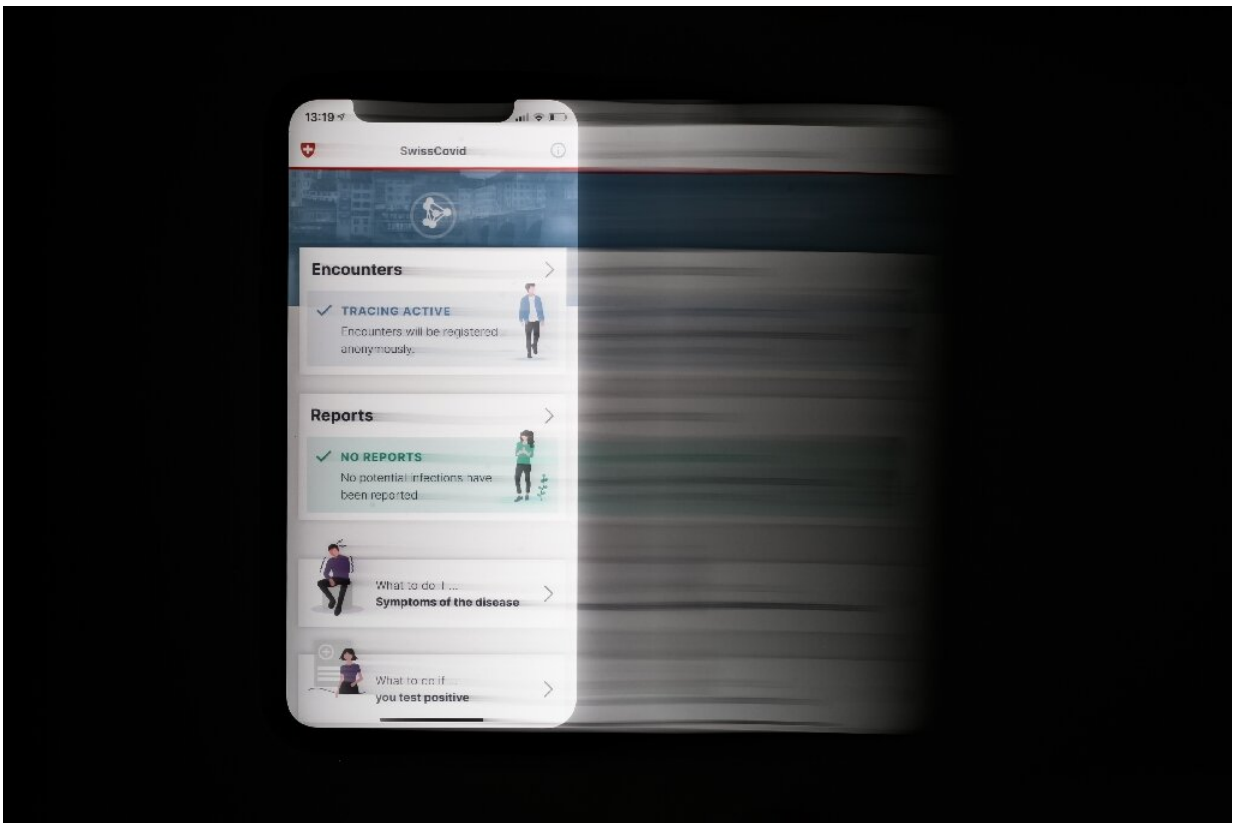 13:19
SwissCovid
Encounters
TRACING ACTIVE
Encounters will be registered
anonymously.
Reports
NO REPORTS
No potential infections have
been reported
What to do if ...
Symptoms of the disease
What to do if ...
you test positive